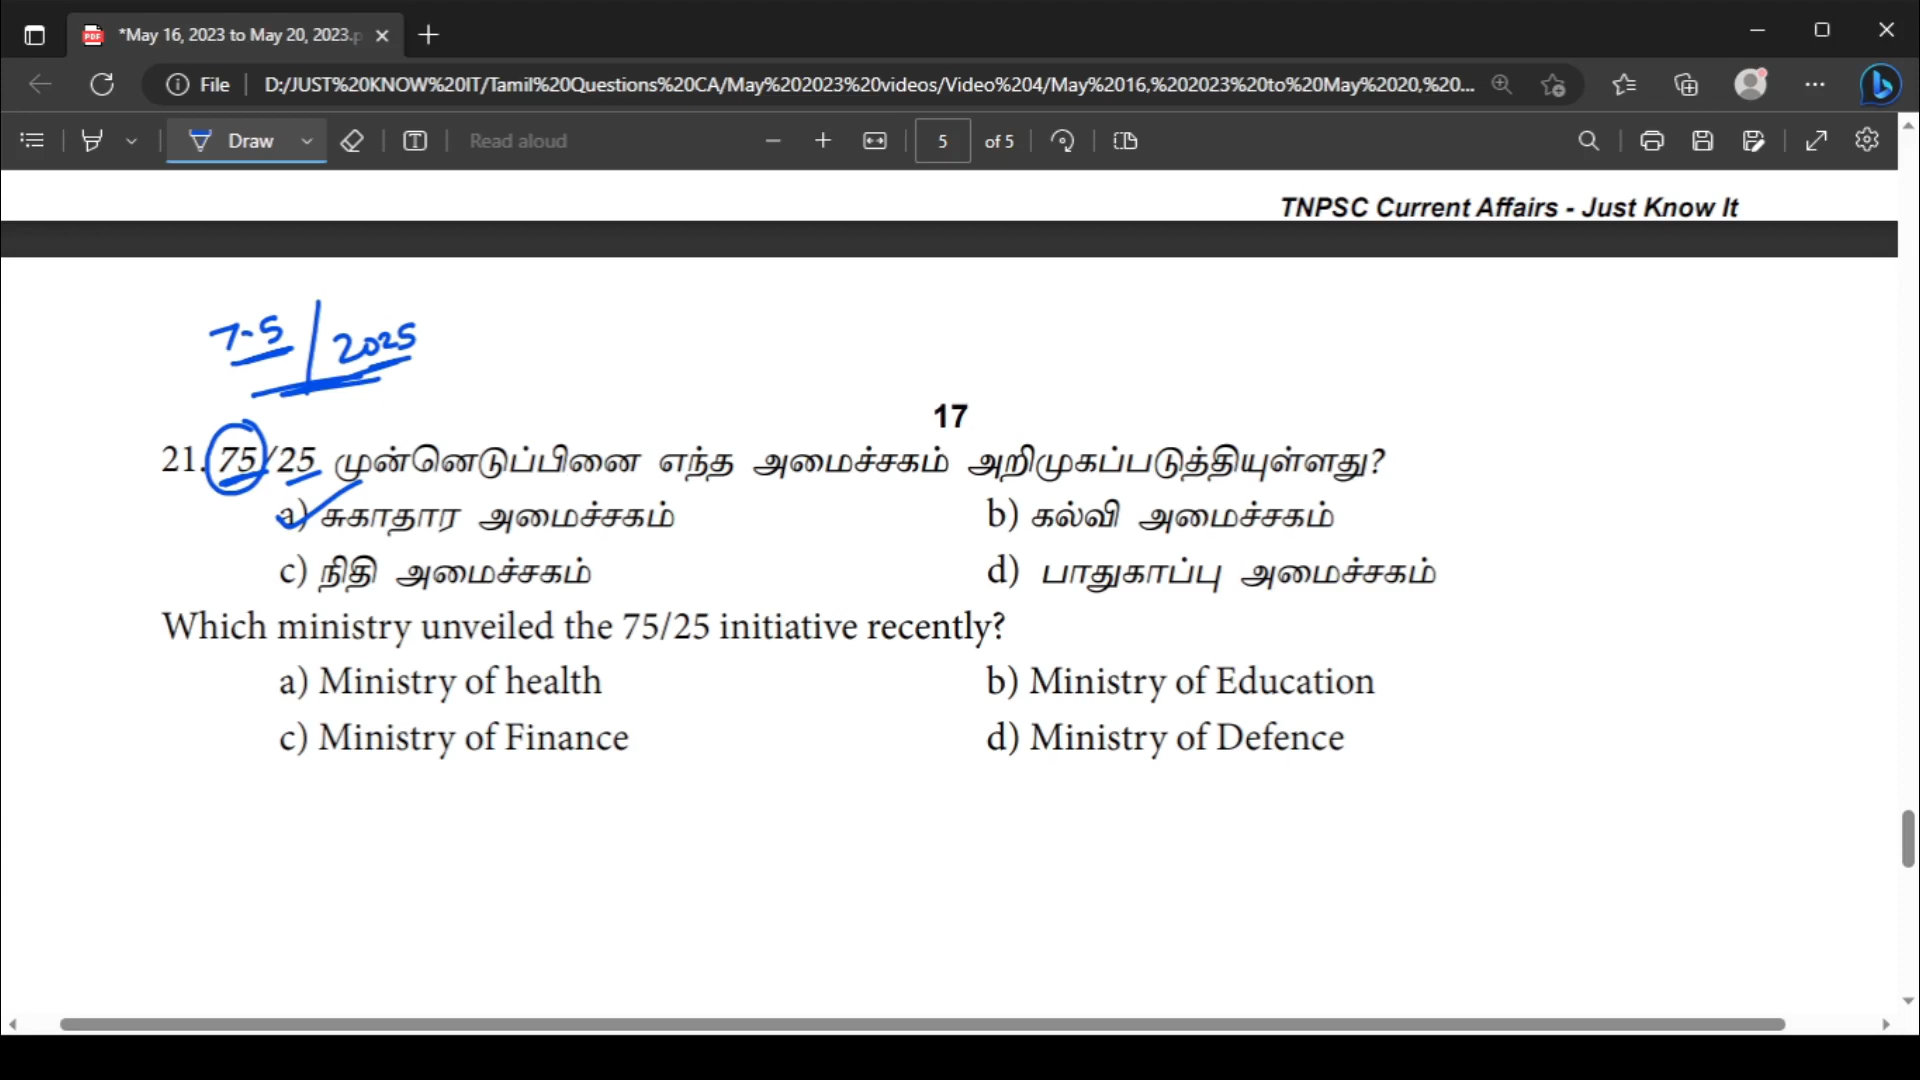 *May 16, 2023 to May 20, 2023.p
File D:/JUST%20KNOW%20IT/Tamil%20Questions%20CA/May%202023%20videos/Video%204/May%2016,%202023%20to%20May%2020,%20...
Draw Read aloud 5 of 5
TNPSC Current Affairs - Just Know It
7-5 | 2025
17
21. 75/25 முன்னெடுப்பினை எந்த அமைச்சகம் அறிமுகப்படுத்தியுள்ளது?
a) சுகாதார அமைச்சகம் b) கல்வி அமைச்சகம்
c) நிதி அமைச்சகம் d) பாதுகாப்பு அமைச்சகம்
Which ministry unveiled the 75/25 initiative recently?
a) Ministry of health b) Ministry of Education
c) Ministry of Finance d) Ministry of Defence